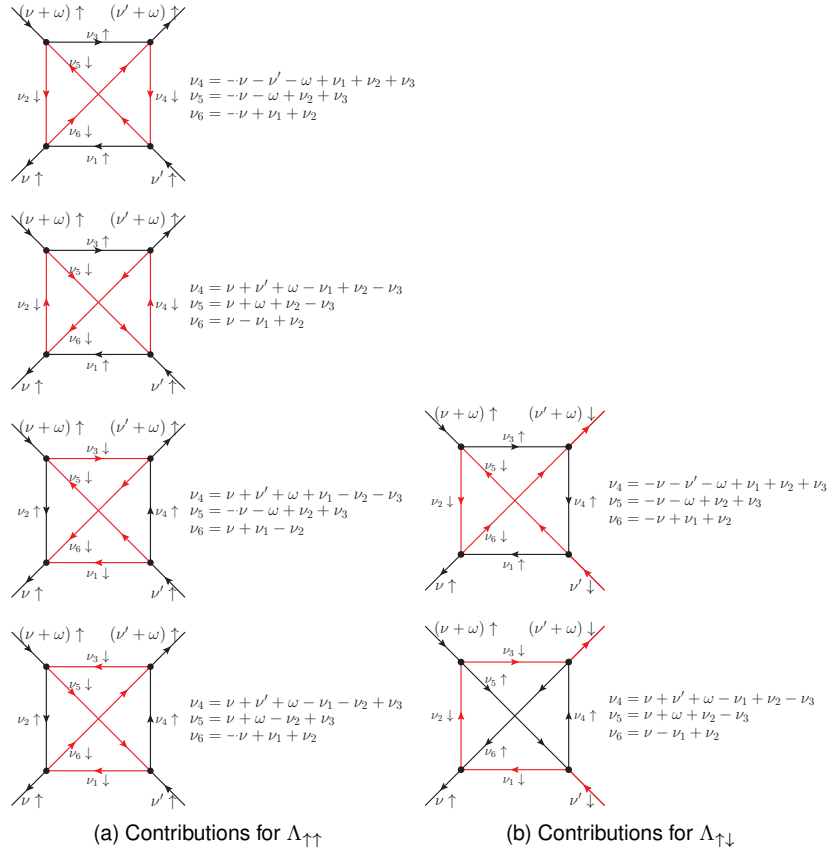 (ν + ω) ↑ (ν′ + ω) ↑
ν₃ ↑
ν₅ ↓
ν₂ ↓ ν₄ ↓
ν₆ ↓
ν₁ ↑
ν ↑ ν′ ↑
ν₄ = −ν − ν′ − ω + ν₁ + ν₂ + ν₃
ν₅ = −ν − ω + ν₂ + ν₃
ν₆ = −ν + ν₁ + ν₂
(ν + ω) ↑ (ν′ + ω) ↑
ν₃ ↑
ν₅ ↓
ν₂ ↓ ν₄ ↓
ν₆ ↓
ν₁ ↑
ν ↑ ν′ ↑
ν₄ = ν + ν′ + ω − ν₁ + ν₂ − ν₃
ν₅ = ν + ω + ν₂ − ν₃
ν₆ = ν − ν₁ + ν₂
(ν + ω) ↑ (ν′ + ω) ↑
ν₃ ↓
ν₅ ↓
ν₂ ↑ ν₄ ↑
ν₆ ↓
ν₁ ↓
ν ↑ ν′ ↑
ν₄ = ν + ν′ + ω + ν₁ − ν₂ − ν₃
ν₅ = −ν − ω + ν₂ + ν₃
ν₆ = ν + ν₁ − ν₂
(ν + ω) ↑ (ν′ + ω) ↑
ν₃ ↓
ν₅ ↓
ν₂ ↑ ν₄ ↑
ν₆ ↓
ν₁ ↓
ν ↑ ν′ ↑
ν₄ = ν + ν′ + ω − ν₁ − ν₂ + ν₃
ν₅ = ν + ω − ν₂ + ν₃
ν₆ = −ν + ν₁ + ν₂
(a) Contributions for Λ↑↑
(ν + ω) ↑ (ν′ + ω) ↓
ν₃ ↑
ν₅ ↓
ν₂ ↓ ν₄ ↑
ν₆ ↓
ν₁ ↑
ν ↑ ν′ ↓
ν₄ = −ν − ν′ − ω + ν₁ + ν₂ + ν₃
ν₅ = −ν − ω + ν₂ + ν₃
ν₆ = −ν + ν₁ + ν₂
(ν + ω) ↑ (ν′ + ω) ↓
ν₃ ↓
ν₅ ↑
ν₂ ↓ ν₄ ↑
ν₆ ↑
ν₁ ↓
ν ↑ ν′ ↓
ν₄ = ν + ν′ + ω − ν₁ + ν₂ − ν₃
ν₅ = ν + ω + ν₂ − ν₃
ν₆ = ν − ν₁ + ν₂
(b) Contributions for Λ↑↓